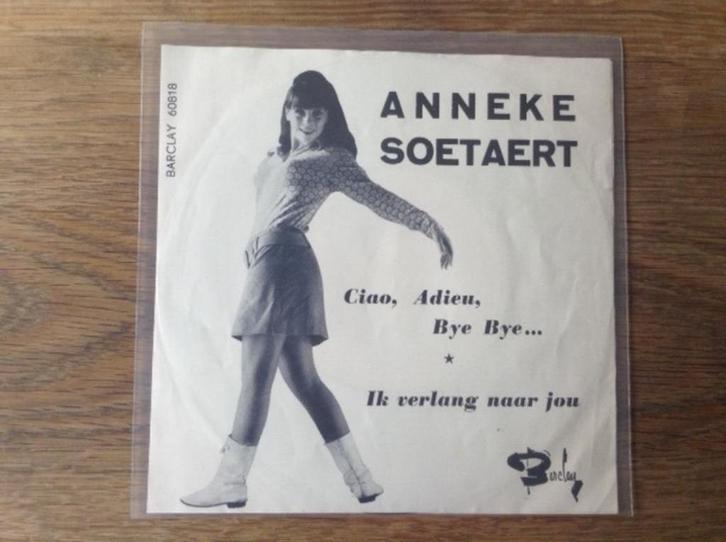 BARCLAY 60818
ANNEKE
SOETAERT
Ciao, Adieu,
Bye Bye...
★
Ik verlang naar jou
Barclay